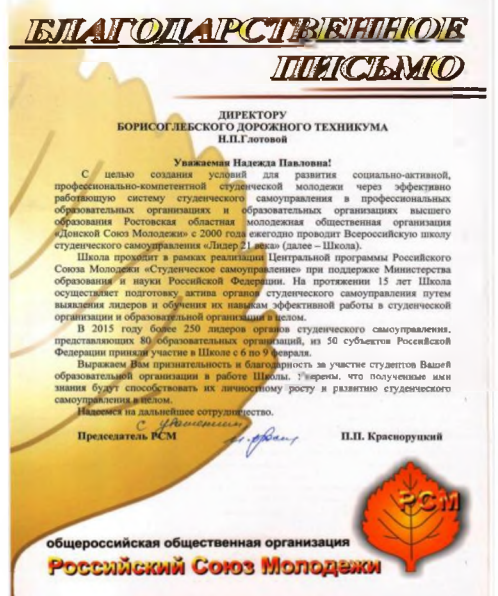 БЛАГОДАРСТВЕННОЕ
ПИСЬМО
ДИРЕКТОРУ
БОРИСОГЛЕБСКОГО ДОРОЖНОГО ТЕХНИКУМА
Н.П.Глотовой
Уважаемая Надежда Павловна!
С целью создания условий для развития социально-активной,
профессионально-компетентной студенческой молодежи через эффективно
работающую систему студенческого самоуправления в профессиональных
образовательных организациях и образовательных организациях высшего
образования Ростовская областная молодежная общественная организация
«Донской Союз Молодежи» с 2000 года ежегодно проводит Всероссийскую школу
студенческого самоуправления «Лидер 21 века» (далее – Школа).
Школа проходит в рамках реализации Центральной программы Российского
Союза Молодежи «Студенческое самоуправление» при поддержке Министерства
образования и науки Российской Федерации. На протяжении 15 лет Школа
осуществляет подготовку актива органов студенческого самоуправления путем
выявления лидеров и обучения их навыкам эффективной работы в студенческой
организации и образовательной организации в целом.
В 2015 году более 250 лидеров органов студенческого самоуправления,
представляющих 80 образовательных организаций, из 50 субъектов Российской
Федерации приняли участие в Школе с 6 по 9 февраля.
Выражаем Вам признательность и благодарность за участие студентов Вашей
образовательной организации в работе Школы. Уверены, что полученные ими
знания будут способствовать их личностному росту и развитию студенческого
самоуправления в целом.
Надеемся на дальнейшее сотрудничество.
с уважением
Председатель РСМ П.П. Красноруцкий
РСМ
общероссийская общественная организация
Российский Союз Молодежи